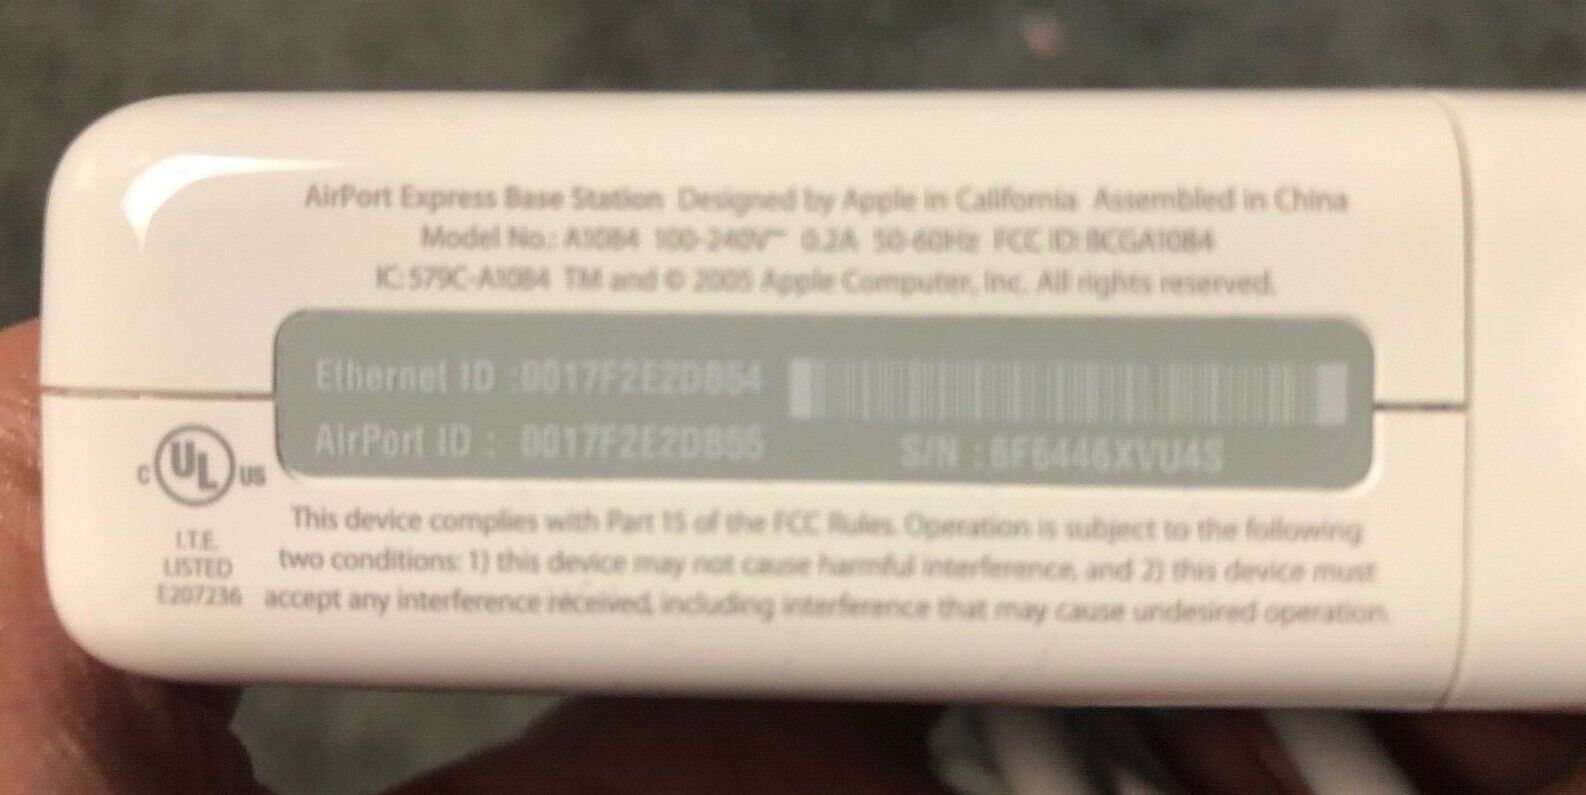 AirPort Express Base Station Designed by Apple in California Assembled in China
Model No.: A1084 100-240V~ 0.2A 50-60Hz FCC ID: BCGA1084
IC: 579C-A1084 TM and © 2005 Apple Computer, Inc. All rights reserved.
Ethernet ID :0017F2E2DB54
AirPort ID : 0017F2E2DB55
S/N : 6F6446XVU4S
C UL US
I.T.E.
LISTED
E207236
This device complies with Part 15 of the FCC Rules. Operation is subject to the following
two conditions: 1) this device may not cause harmful interference, and 2) this device must
accept any interference received, including interference that may cause undesired operation.